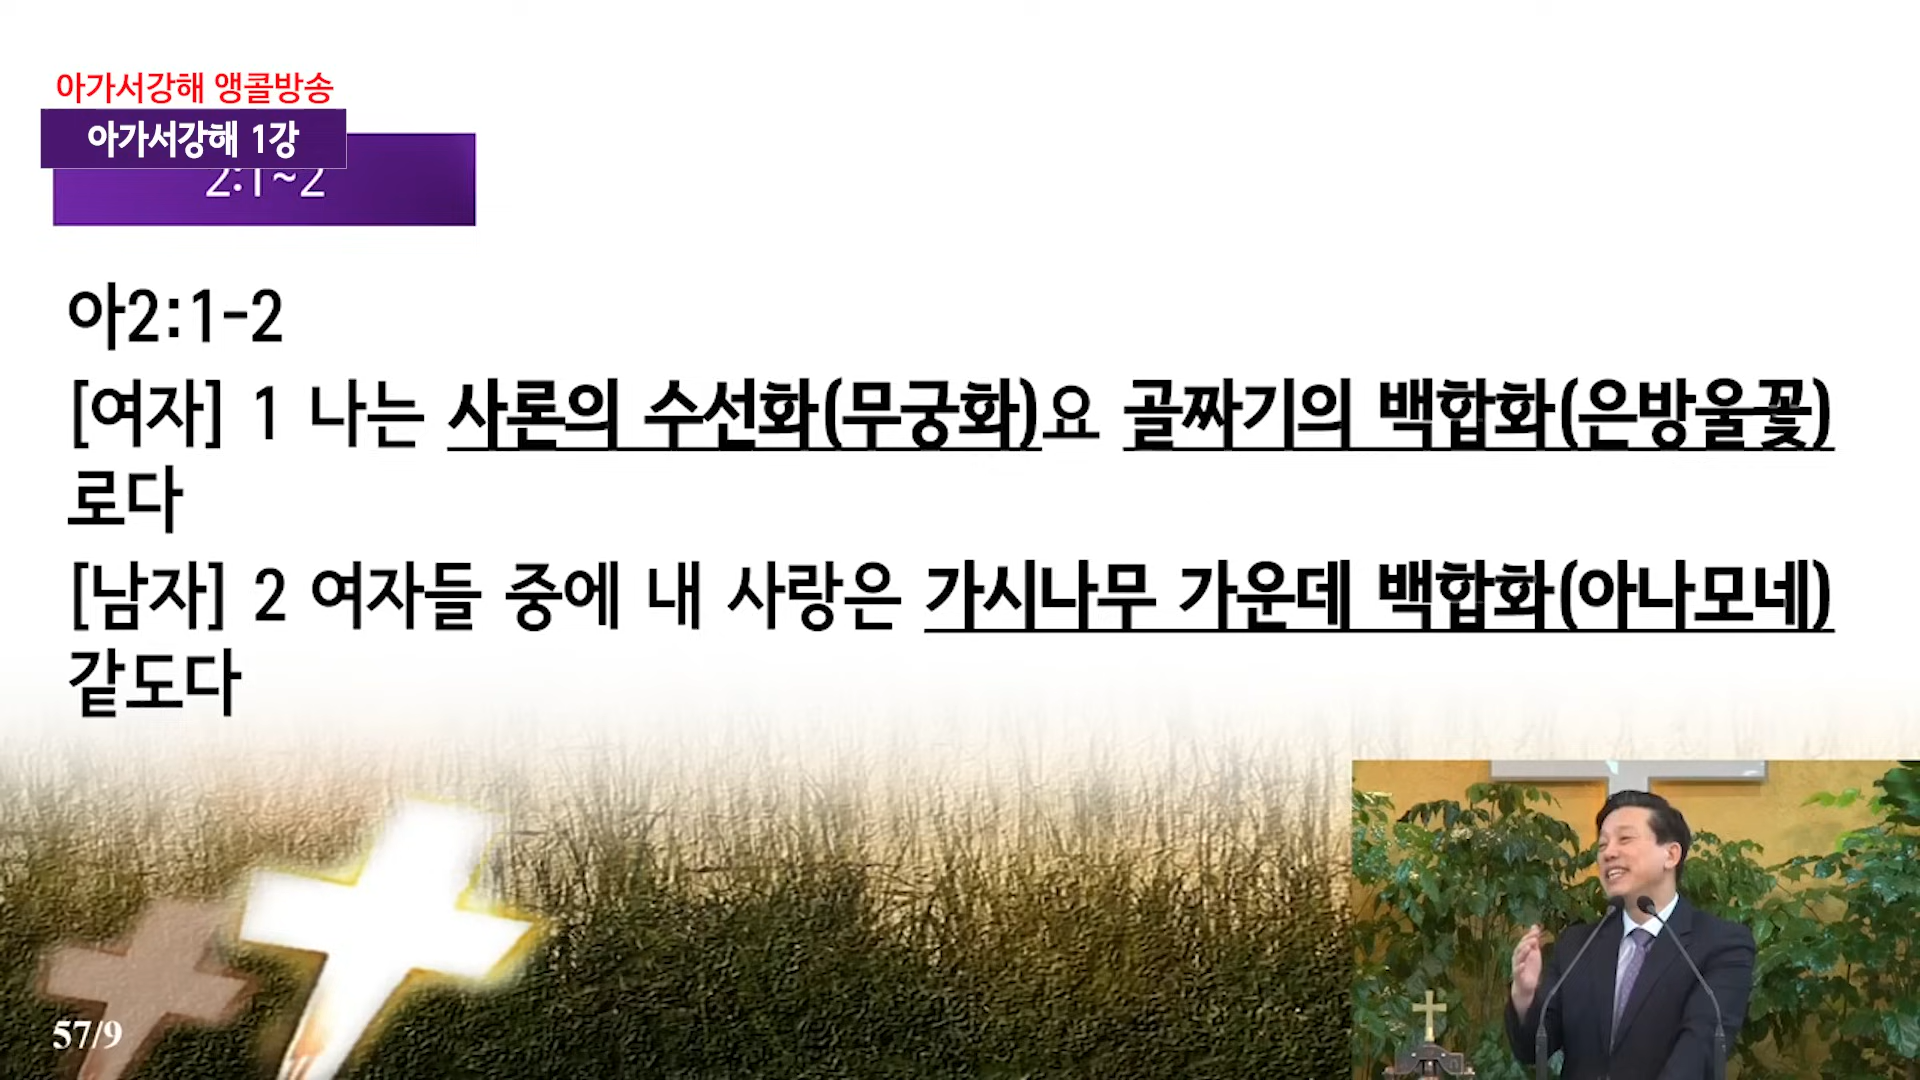 아가서강해 앵콜방송
아가서강해 1강
2:1~2
아2:1-2
[여자] 1 나는 사론의 수선화(무궁화)요 골짜기의 백합화(은방울꽃)
로다
[남자] 2 여자들 중에 내 사랑은 가시나무 가운데 백합화(아나모네)
같도다
57/9